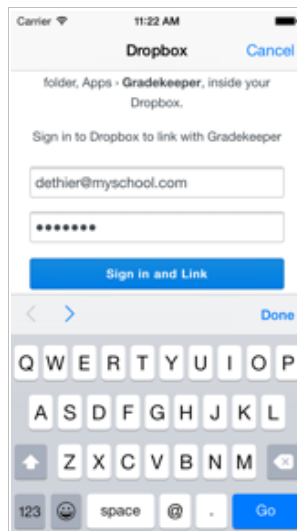 Carrier 11:22 AM
Dropbox Cancel
folder, Apps › Gradekeeper, inside your
Dropbox.
Sign in to Dropbox to link with Gradekeeper
dethier@myschool.com
•••••••
Sign in and Link
Done
Q W E R T Y U I O P
A S D F G H J K L
Z X C V B N M
123 space @ . Go